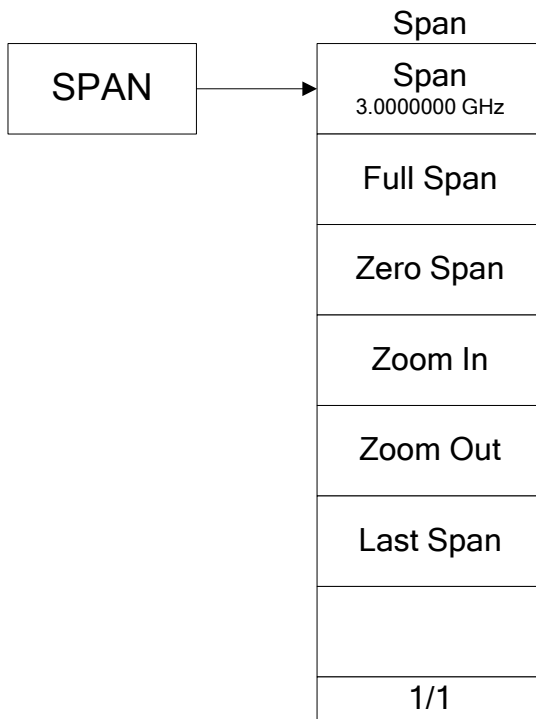 Span
SPAN
Span
3.0000000 GHz
Full Span
Zero Span
Zoom In
Zoom Out
Last Span
1/1